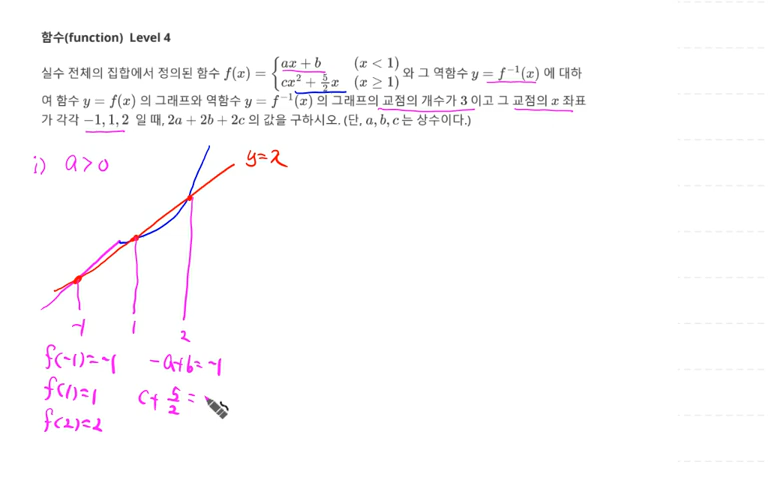 함수(function) Level 4
실수 전체의 집합에서 정의된 함수 f(x) = { ax + b (x < 1) cx² + 5/2 x (x ≥ 1) 와 그 역함수 y = f⁻¹(x) 에 대하
여 함수 y = f(x) 의 그래프와 역함수 y = f⁻¹(x) 의 그래프의 교점의 개수가 3 이고 그 교점의 x 좌표
가 각각 −1, 1, 2 일 때, 2a + 2b + 2c 의 값을 구하시오. (단, a, b, c 는 상수이다.)
i) a>0
y=x
-1 1 2
f(-1)=-1 -a+b=-1
f(1)=1 c+ 5/2 =
f(2)=2